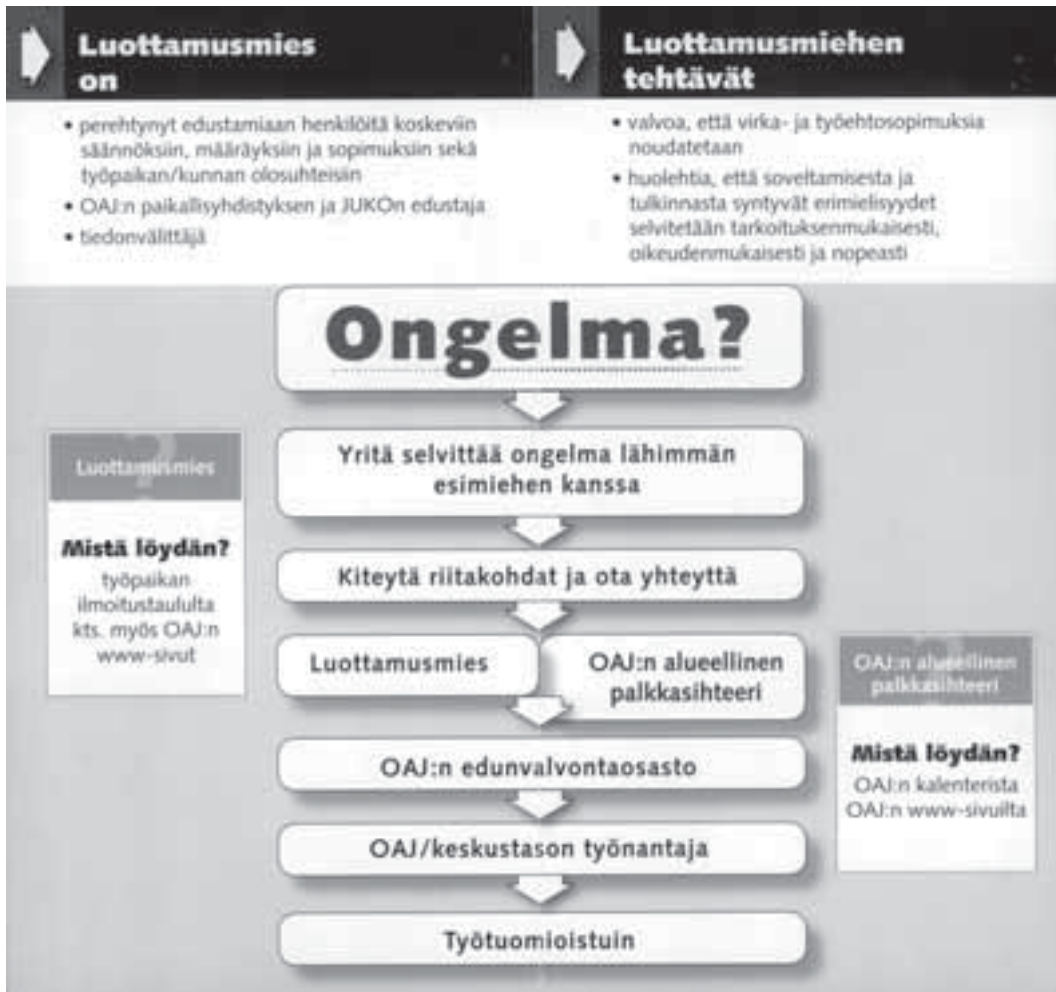 Luottamusmies
on
• perehtynyt edustamiaan henkilöitä koskeviin
säännöksiin, määräyksiin ja sopimuksiin sekä
työpaikan/kunnan olosuhteisiin
• OAJ:n paikallisyhdistyksen ja JUKOn edustaja
• tiedonvälittäjä
Luottamusmiehen
tehtävät
• valvoa, että virka- ja työehtosopimuksia
noudatetaan
• huolehtia, että soveltamisesta ja
tulkinnasta syntyvät erimielisyydet
selvitetään tarkoituksenmukaisesti,
oikeudenmukaisesti ja nopeasti
Ongelma?
Yritä selvittää ongelma lähimmän
esimiehen kanssa
Kiteytä riitakohdat ja ota yhteyttä
Luottamusmies
OAJ:n alueellinen
palkkasihteeri
OAJ:n edunvalvontaosasto
OAJ/keskustason työnantaja
Työtuomioistuin
Luottamusmies
Mistä löydän?
työpaikan
ilmoitustaululta
kts. myös OAJ:n
www-sivut
OAJ:n alueellinen
palkkasihteeri
Mistä löydän?
OAJ:n kalenterista
OAJ:n www-sivuilta